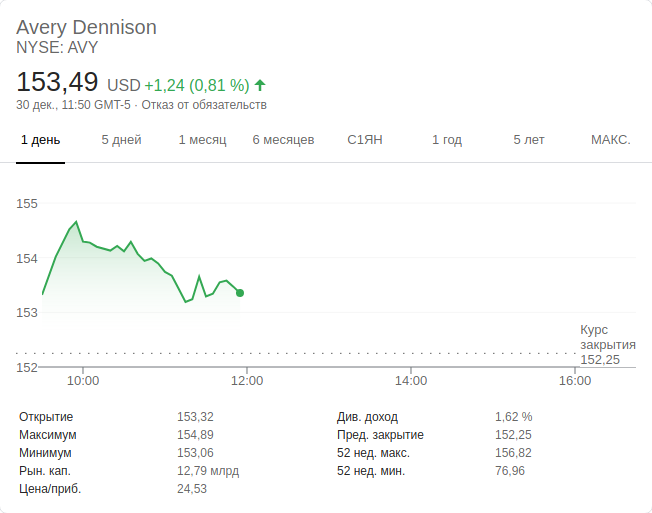 Avery Dennison
NYSE: AVY
153,49 USD +1,24 (0,81 %)
30 дек., 11:50 GMT-5 · Отказ от обязательств
1 день 5 дней 1 месяц 6 месяцев С1ЯН 1 год 5 лет МАКС.
155
154
153
152
Курс
закрытия
152,25
10:00 12:00 14:00 16:00
Открытие 153,32 Див. доход 1,62 %
Максимум 154,89 Пред. закрытие 152,25
Минимум 153,06 52 нед. макс. 156,82
Рын. кап. 12,79 млрд 52 нед. мин. 76,96
Цена/приб. 24,53